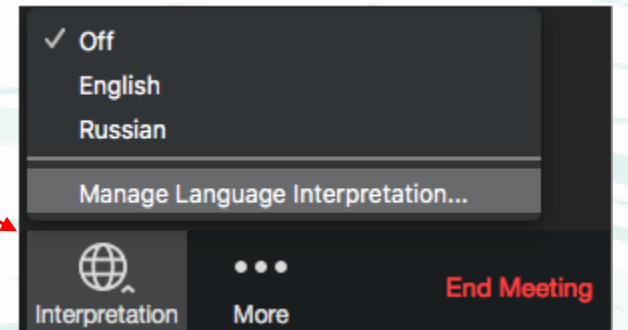 ✓ Off
English
Russian
Manage Language Interpretation...
Interpretation More End Meeting